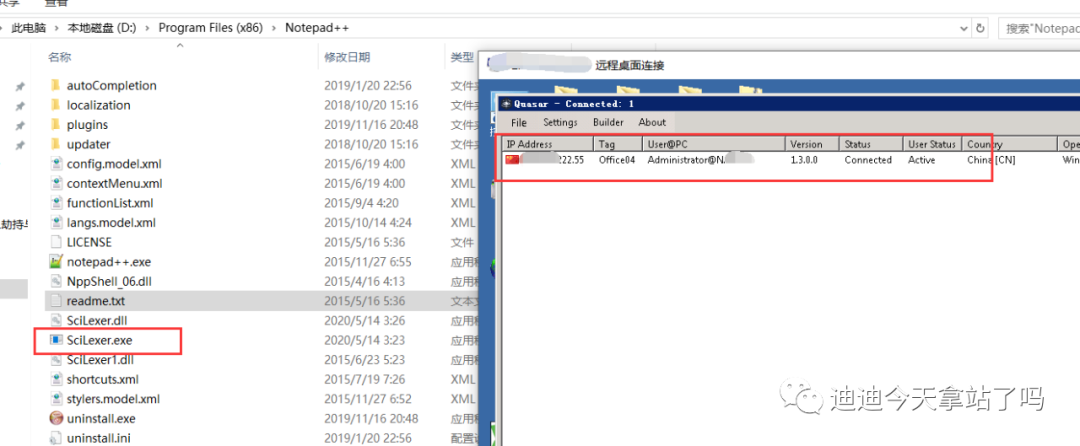 共享 查看
此电脑 > 本地磁盘 (D:) > Program Files (x86) > Notepad++
搜索"Notepad
名称 修改日期 类型
autoCompletion 2019/1/20 22:56 文件
localization 2018/10/20 15:16 文件
plugins 2019/11/16 20:48 文件
updater 2018/10/20 15:16 文件
config.model.xml 2015/6/19 4:00 XML
contextMenu.xml 2015/6/19 4:00 XML
functionList.xml 2015/9/4 4:20 XML
langs.model.xml 2015/10/14 4:24 XML
LICENSE 2015/5/16 5:36 文件
notepad++.exe 2015/11/27 6:55 应用
NppShell_06.dll 2015/4/16 4:13 应用
readme.txt 2015/5/16 5:36 文本
SciLexer.dll 2020/5/14 3:26 应用
SciLexer.exe 2020/5/14 3:23 应用
SciLexer1.dll 2015/6/23 5:23 应用
shortcuts.xml 2015/7/19 7:26 XML
stylers.model.xml 2015/11/27 6:52 XML
uninstall.exe 2019/11/16 20:48 应用
uninstall.ini 2019/1/20 22:56 配置
劫持
远程桌面连接
Quasar - Connected: 1
File Settings Builder About
IP Address Tag User@PC Version Status User Status Country Ope
222.55 Office04 Administrator@N 1.3.0.0 Connected Active China [CN] Win
迪迪今天拿站了吗